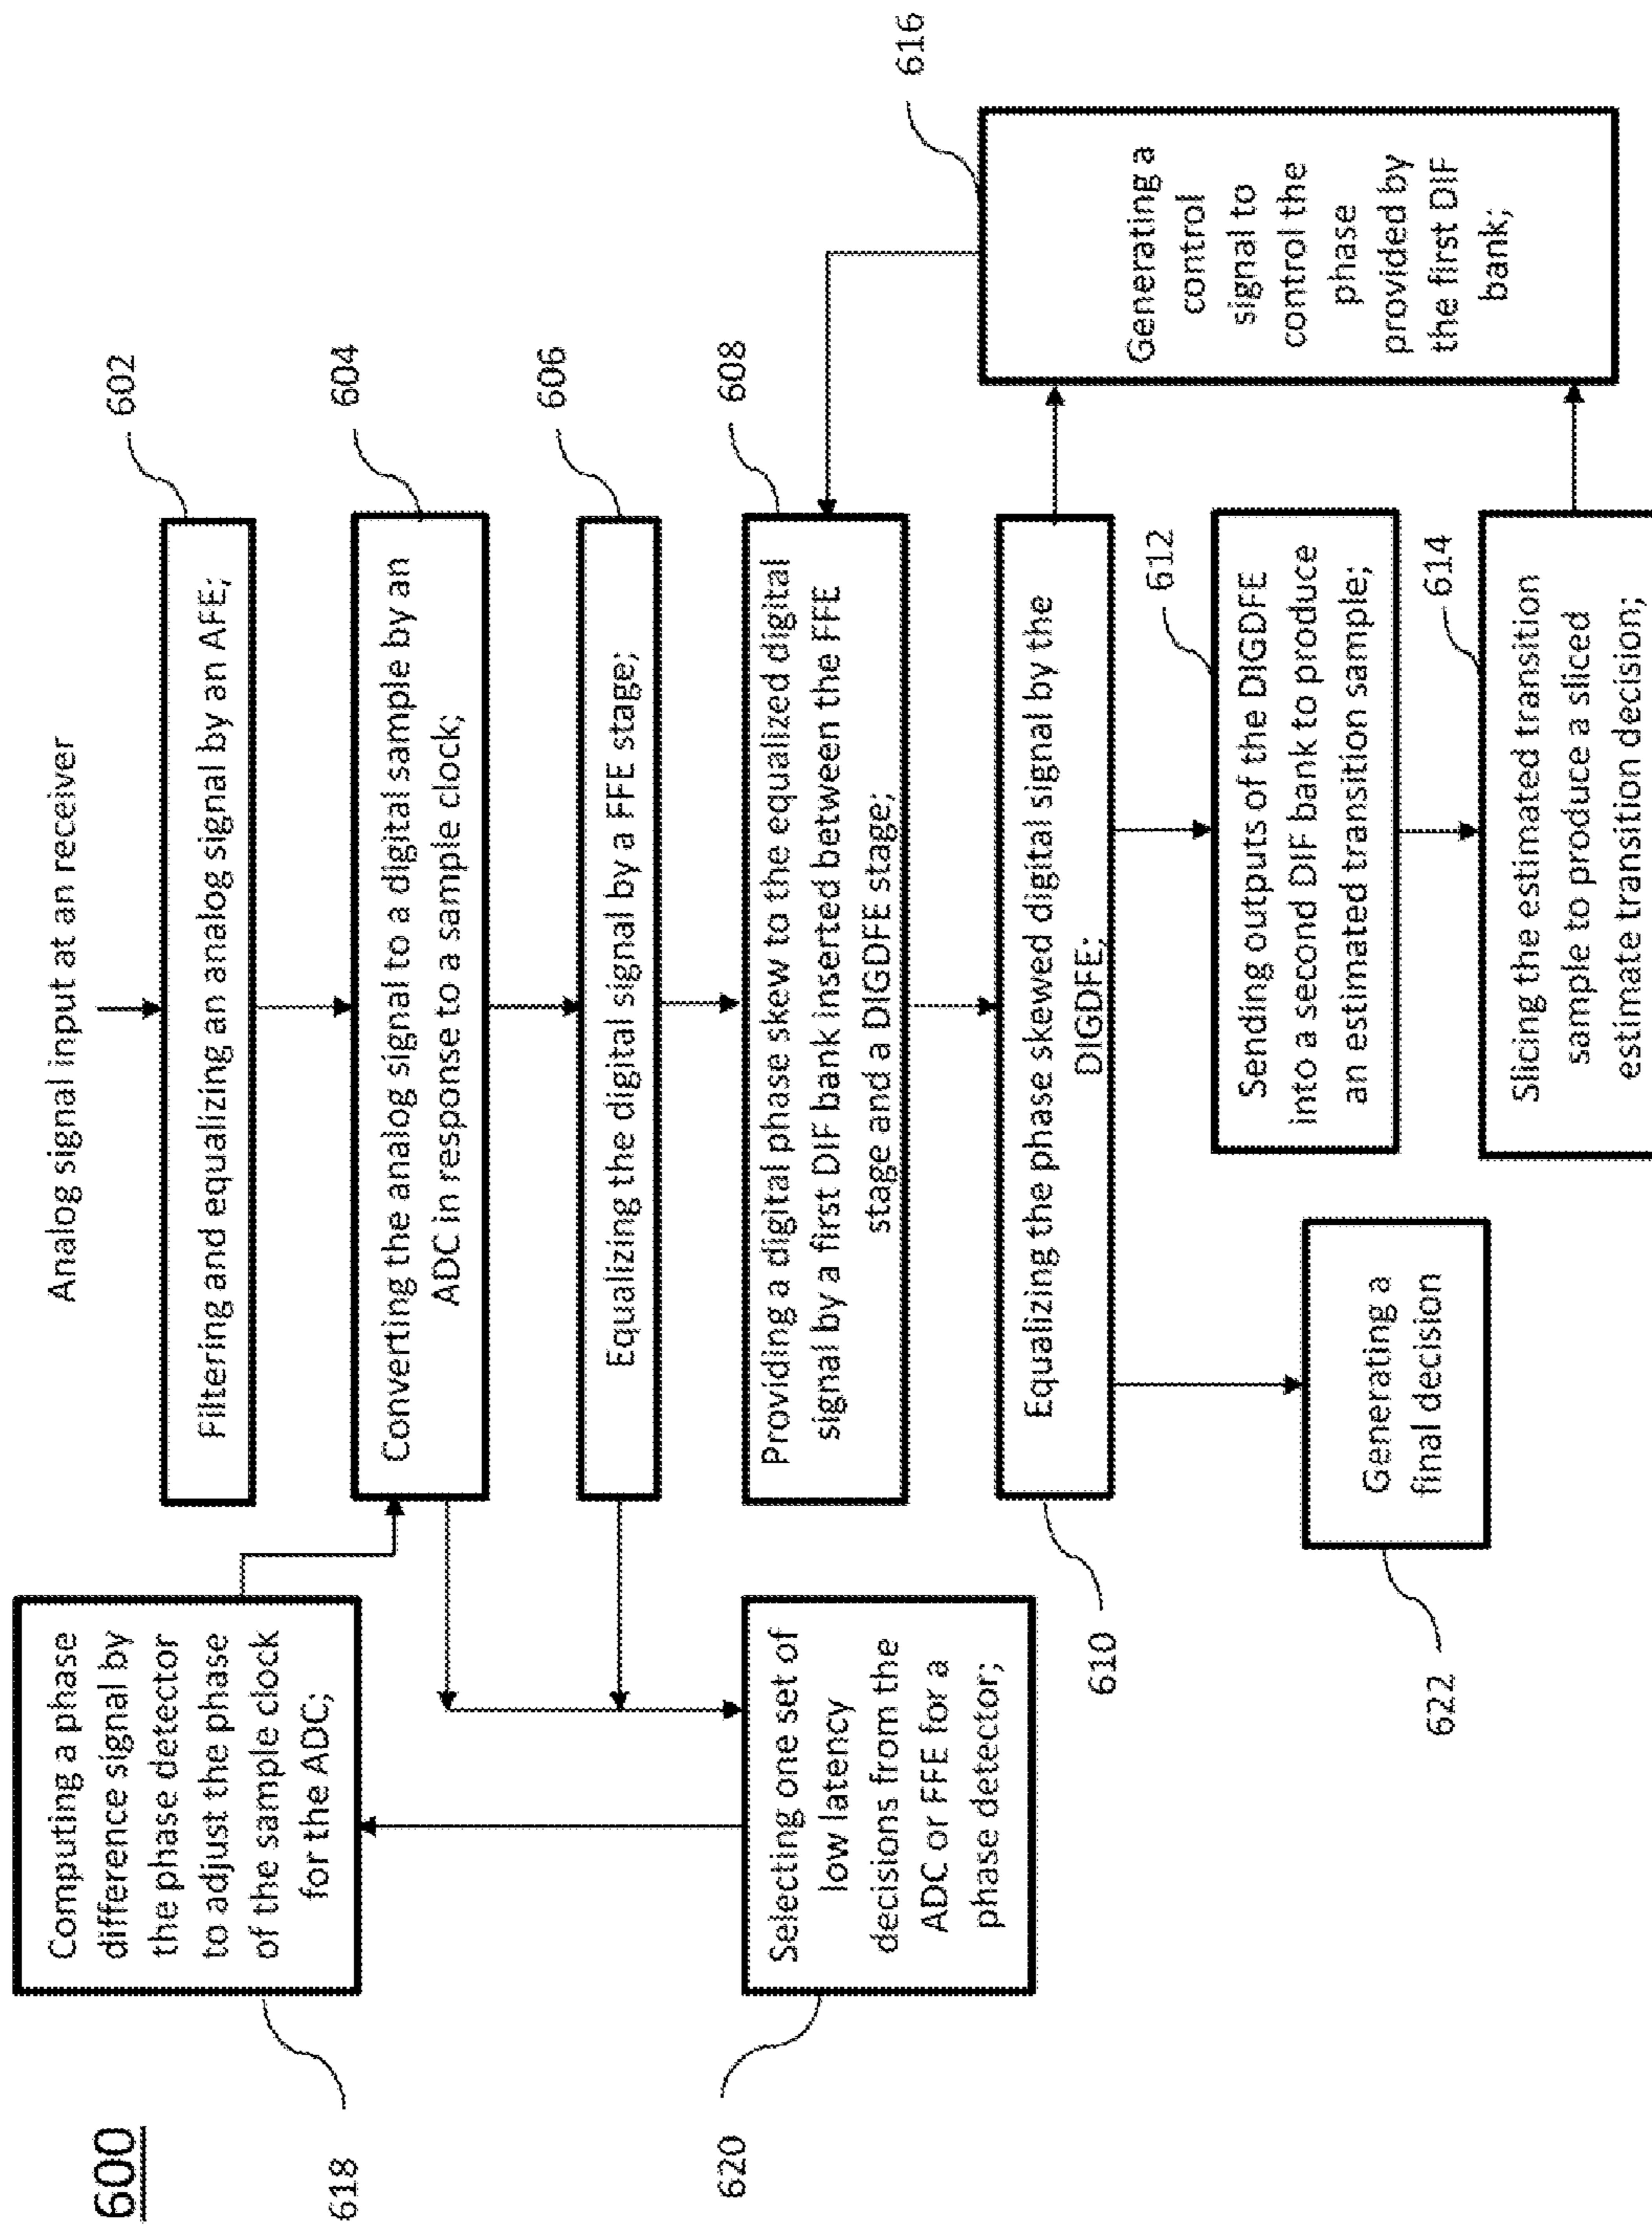 600
Analog signal input at an receiver
Filtering and equalizing an analog signal by an AFE;
602
Computing a phase
difference signal by
the phase detector
to adjust the phase
of the sample clock
for the ADC;
618
Converting the analog signal to a digital sample by an
ADC in response to a sample clock;
604
Equalizing the digital signal by a FFE stage;
606
Selecting one set of
low latency
decisions from the
ADC or FFE for a
phase detector;
620
Providing a digital phase skew to the equalized digital
signal by a first DIF bank inserted between the FFE
stage and a DIGDFE stage;
608
Equalizing the phase skewed digital signal by the
DIGDFE;
610
Generating a
control
signal to
control the
phase
provided by
the first DIF
bank;
616
Sending outputs of the DIGDFE
into a second DIF bank to produce
an estimated transition sample;
612
Generating a
final decision
622
Slicing the estimated transition
sample to produce a sliced
estimate transition decision;
614